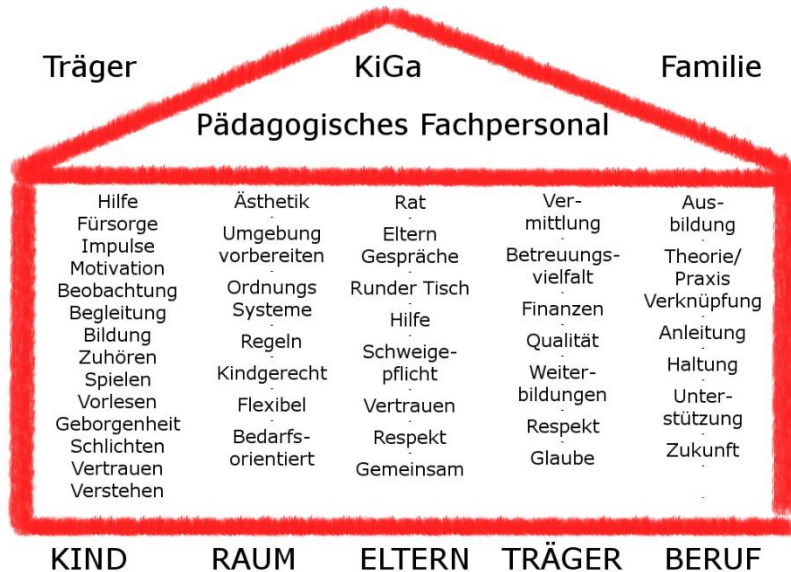 Träger
KiGa
Familie
Pädagogisches Fachpersonal
Hilfe
Fürsorge
Impulse
Motivation
Beobachtung
Begleitung
Bildung
Zuhören
Spielen
Vorlesen
Geborgenheit
Schlichten
Vertrauen
Verstehen
Ästhetik
Umgebung
vorbereiten
Ordnungs
Systeme
Regeln
Kindgerecht
Flexibel
Bedarfs-
orientiert
Rat
Eltern
Gespräche
Runder Tisch
Hilfe
Schweige-
pflicht
Vertrauen
Respekt
Gemeinsam
Ver-
mittlung
Betreuungs-
vielfalt
Finanzen
Qualität
Weiter-
bildungen
Respekt
Glaube
Aus-
bildung
Theorie/
Praxis
Verknüpfung
Anleitung
Haltung
Unter-
stützung
Zukunft
KIND
RAUM
ELTERN
TRÄGER
BERUF